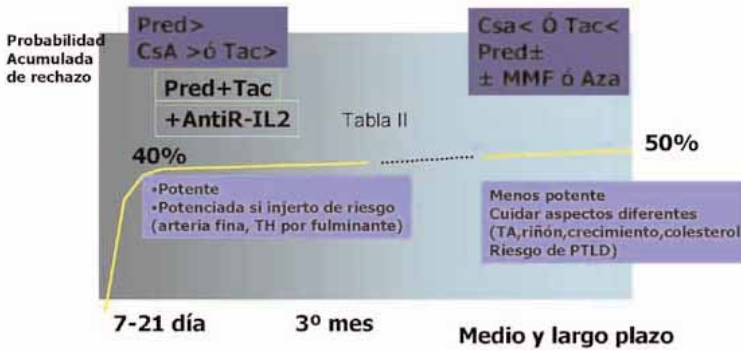 Probabilidad
Acumulada
de rechazo
Pred>
CsA >ó Tac>
Pred+Tac
+AntiR-IL2
Csa< Ó Tac<
Pred±
± MMF ó Aza
Tabla II
40%
50%
•Potente
•Potenciada si injerto de riesgo
(arteria fina, TH por fulminante)
Menos potente
Cuidar aspectos diferentes
(TA,riñón,crecimiento,colesterol
Riesgo de PTLD)
7-21 día
3º mes
Medio y largo plazo